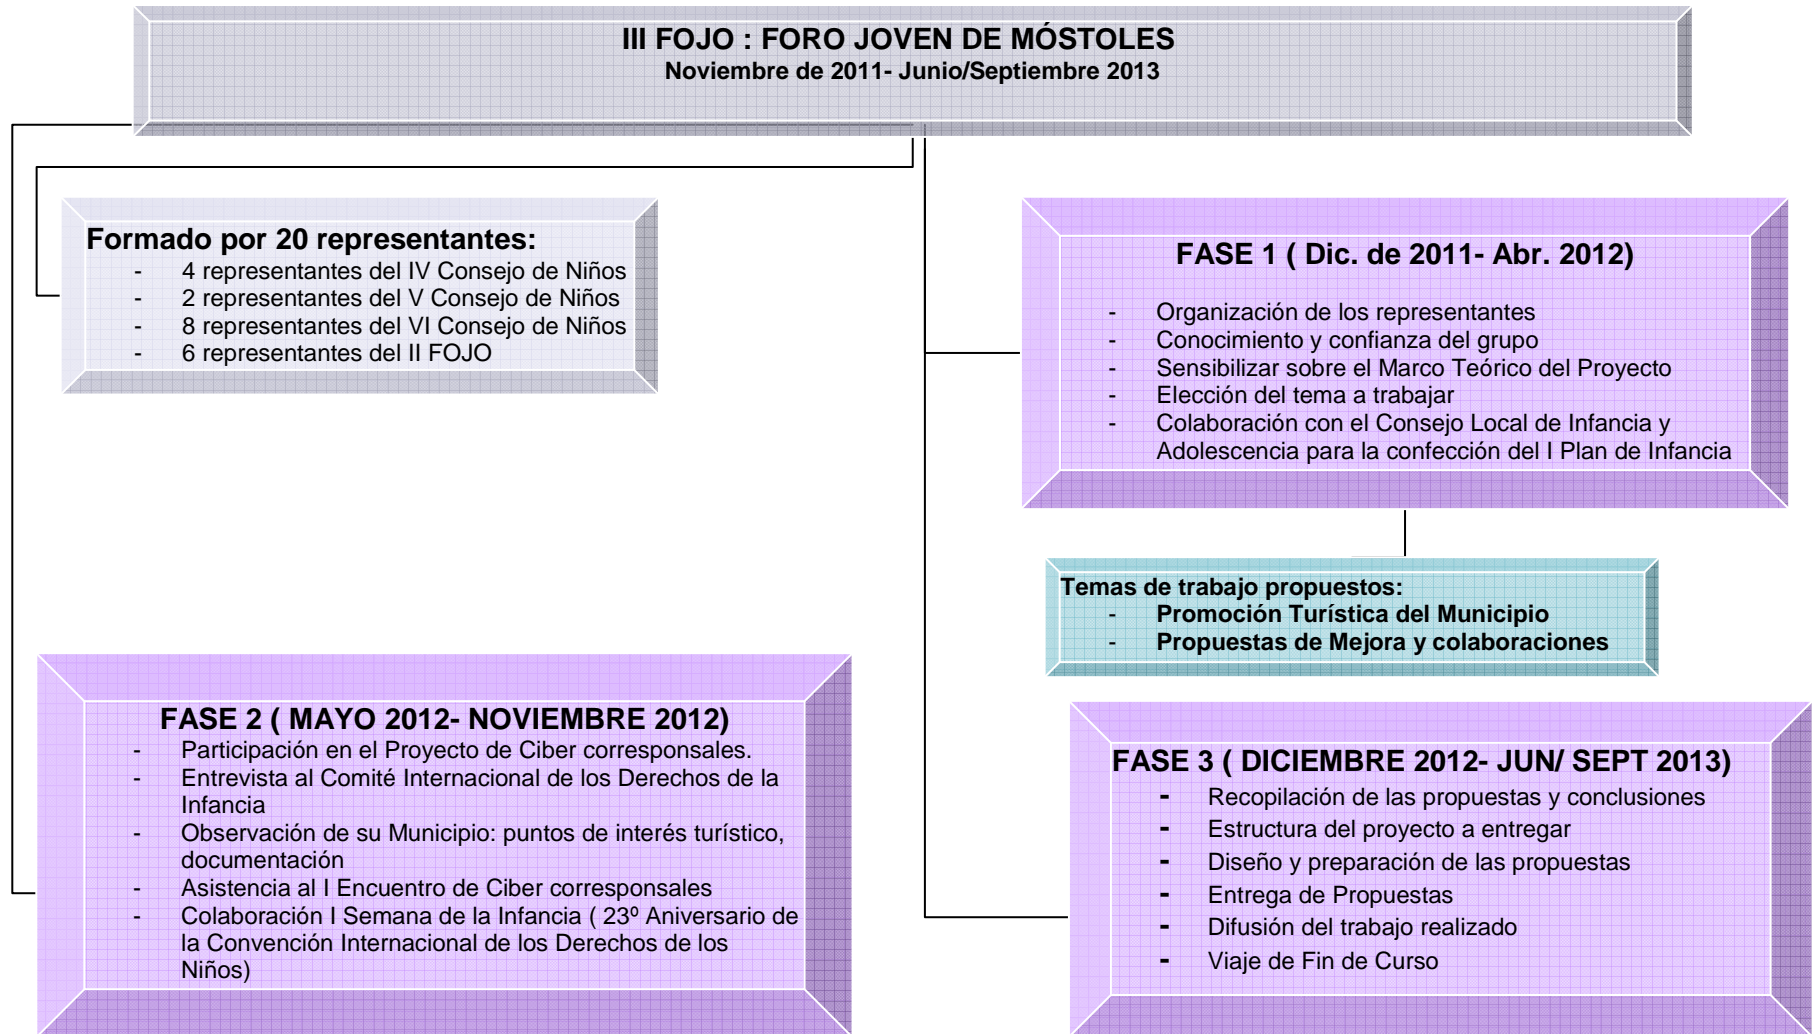 III FOJO : FORO JOVEN DE MÓSTOLES
Noviembre de 2011- Junio/Septiembre 2013
Formado por 20 representantes:
- 4 representantes del IV Consejo de Niños
- 2 representantes del V Consejo de Niños
- 8 representantes del VI Consejo de Niños
- 6 representantes del II FOJO
FASE 1 ( Dic. de 2011- Abr. 2012)
- Organización de los representantes
- Conocimiento y confianza del grupo
- Sensibilizar sobre el Marco Teórico del Proyecto
- Elección del tema a trabajar
- Colaboración con el Consejo Local de Infancia y
Adolescencia para la confección del I Plan de Infancia
Temas de trabajo propuestos:
- Promoción Turística del Municipio
- Propuestas de Mejora y colaboraciones
FASE 2 ( MAYO 2012- NOVIEMBRE 2012)
- Participación en el Proyecto de Ciber corresponsales.
- Entrevista al Comité Internacional de los Derechos de la
Infancia
- Observación de su Municipio: puntos de interés turístico,
documentación
- Asistencia al I Encuentro de Ciber corresponsales
- Colaboración I Semana de la Infancia ( 23º Aniversario de
la Convención Internacional de los Derechos de los
Niños)
FASE 3 ( DICIEMBRE 2012- JUN/ SEPT 2013)
- Recopilación de las propuestas y conclusiones
- Estructura del proyecto a entregar
- Diseño y preparación de las propuestas
- Entrega de Propuestas
- Difusión del trabajo realizado
- Viaje de Fin de Curso